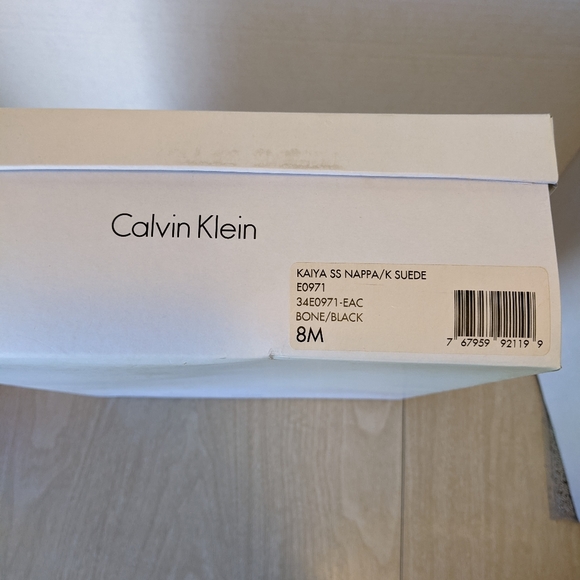 Calvin Klein
KAIYA SS NAPPA/K SUEDE
E0971
34E0971-EAC
BONE/BLACK
8M
7 67959 92119 9